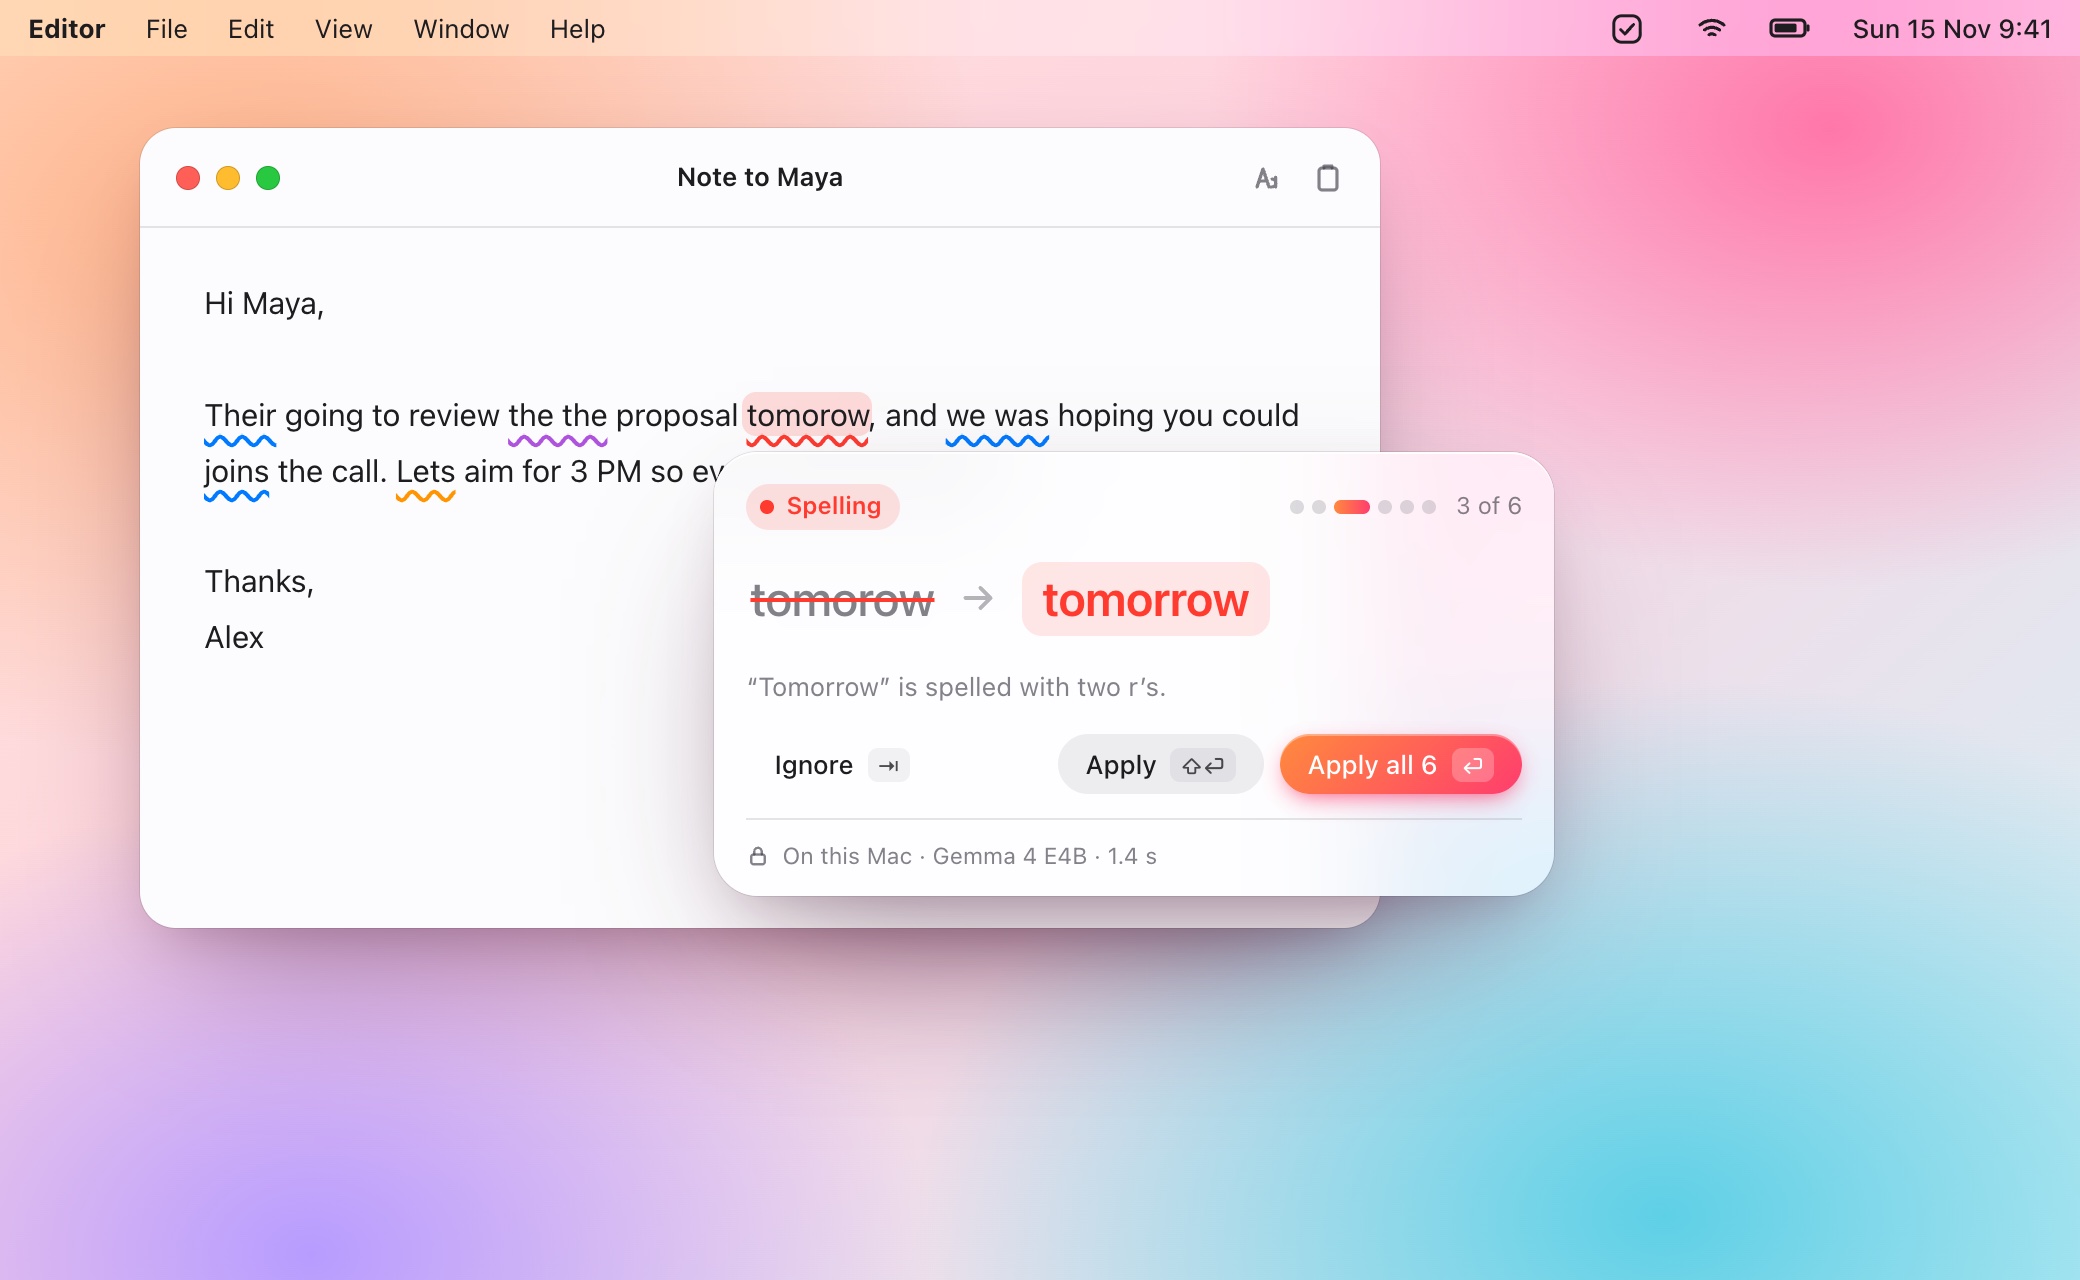 Editor File Edit View Window Help Sun 15 Nov 9:41
Note to Maya
Hi Maya,
Their going to review the the proposal tomorow, and we was hoping you could
joins the call. Lets aim for 3 PM so
Thanks,
Alex
Spelling 3 of 6
tomorow → tomorrow
“Tomorrow” is spelled with two r’s.
Ignore Apply Apply all 6
On this Mac · Gemma 4 E4B · 1.4 s